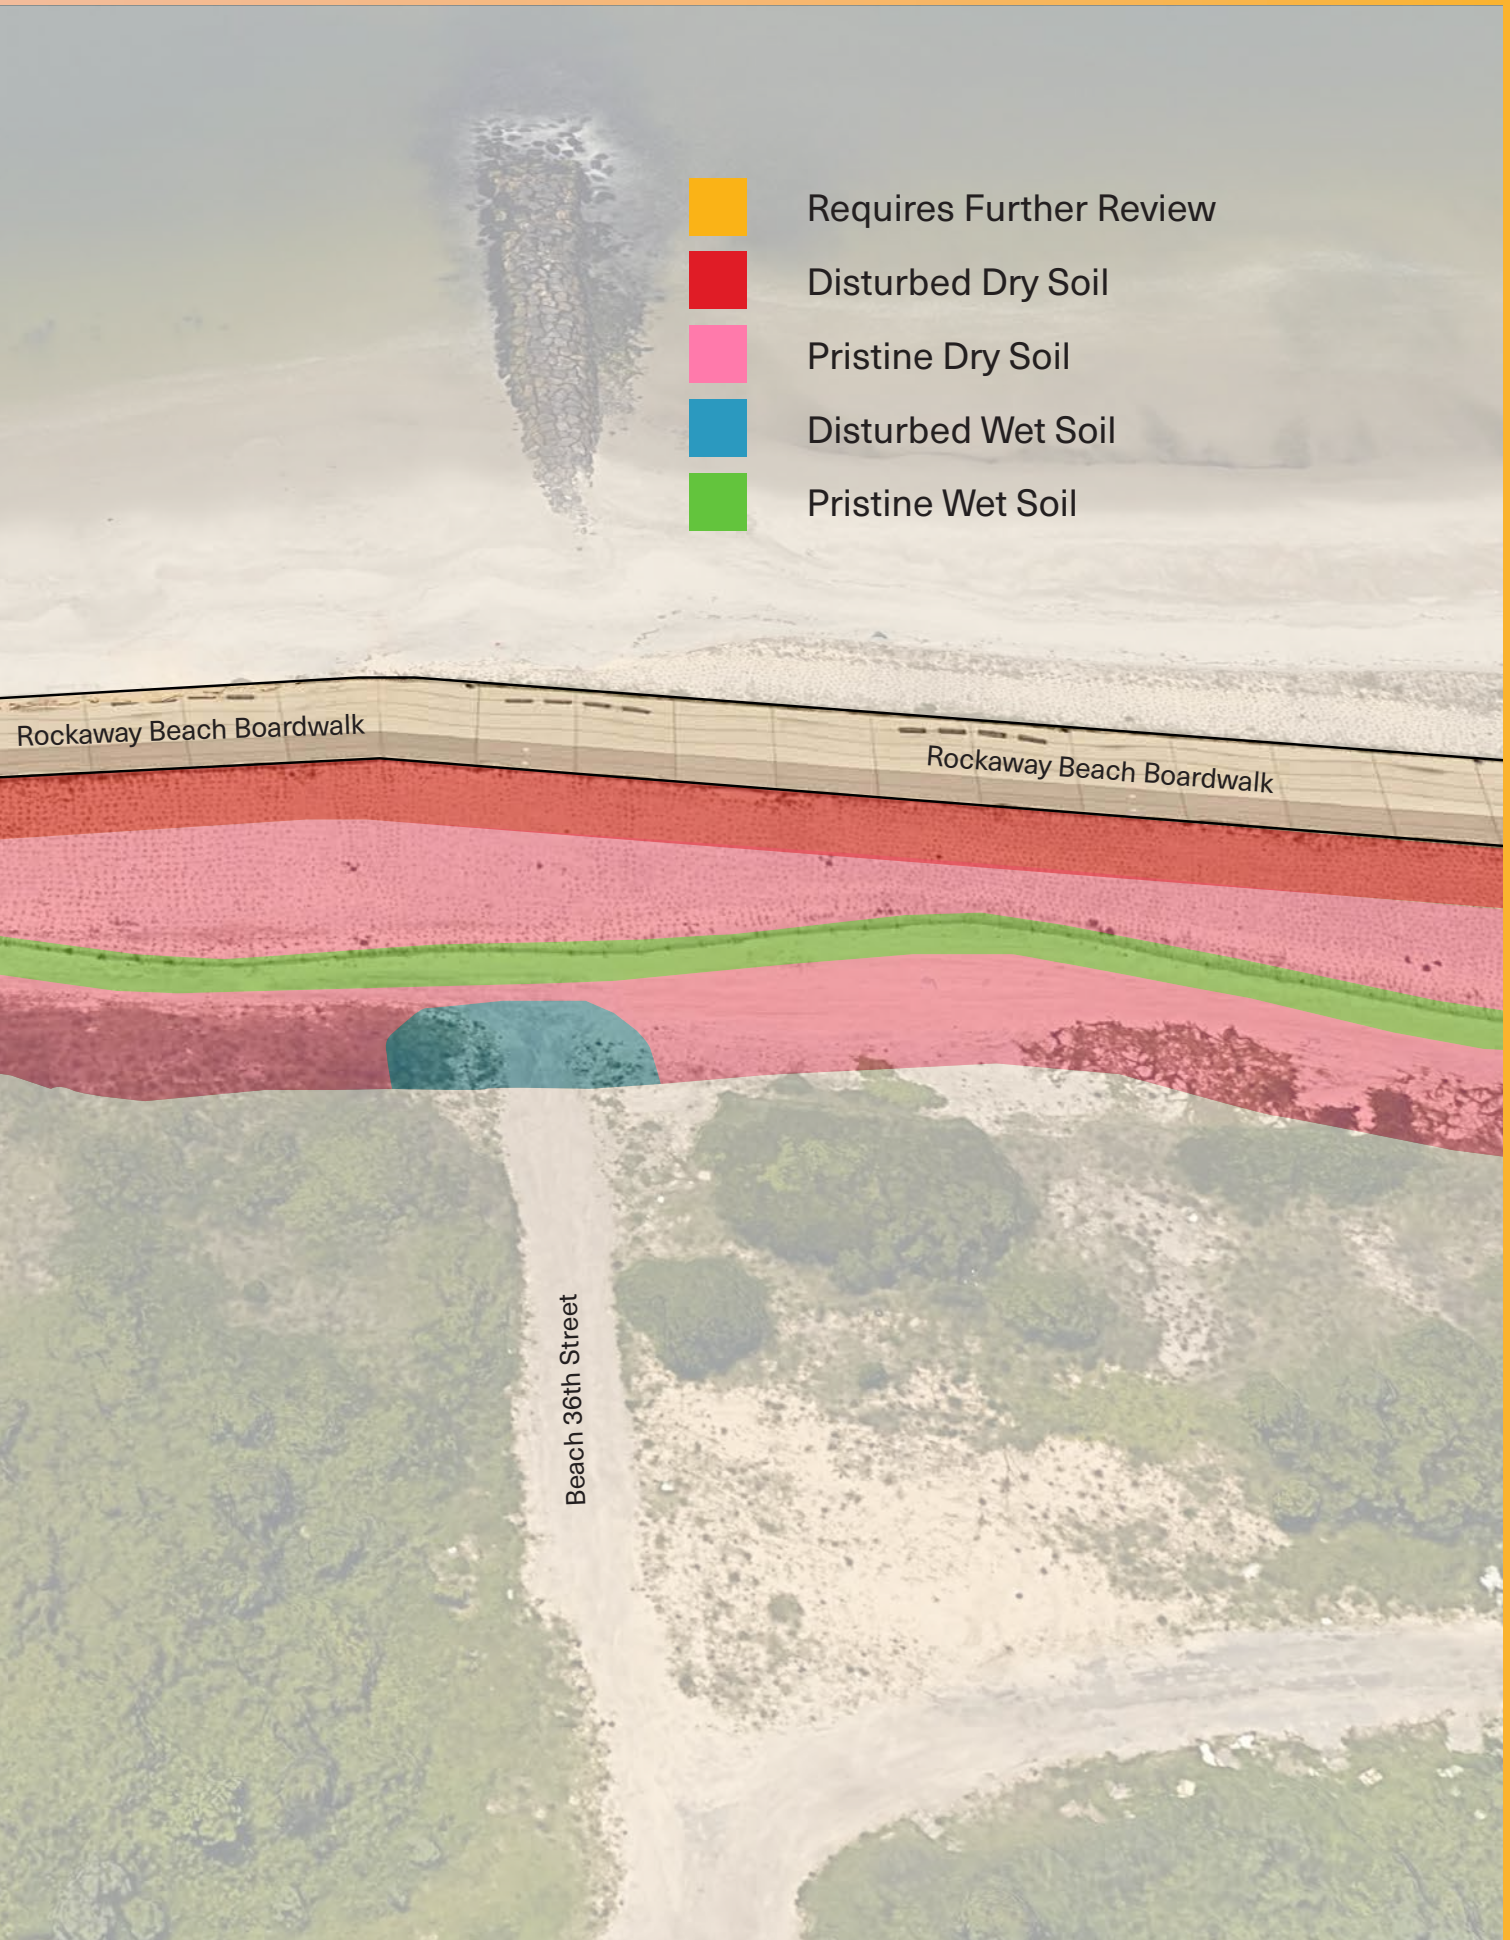 Requires Further Review
Disturbed Dry Soil
Pristine Dry Soil
Disturbed Wet Soil
Pristine Wet Soil
Rockaway Beach Boardwalk
Rockaway Beach Boardwalk
Beach 36th Street